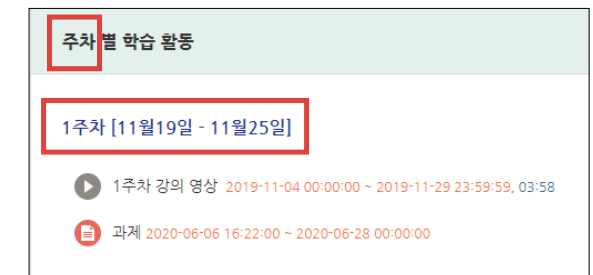 주차 별 학습 활동
1주차 [11월19일 - 11월25일]
1주차 강의 영상 2019-11-04 00:00:00 ~ 2019-11-29 23:59:59, 03:58
과제 2020-06-06 16:22:00 ~ 2020-06-28 00:00:00